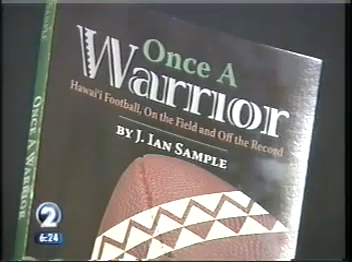 Once A
Warrior
Hawai'i Football, On the Field and Off the Record
BY J. IAN SAMPLE
ONCE A WARRIOR
2
6:24